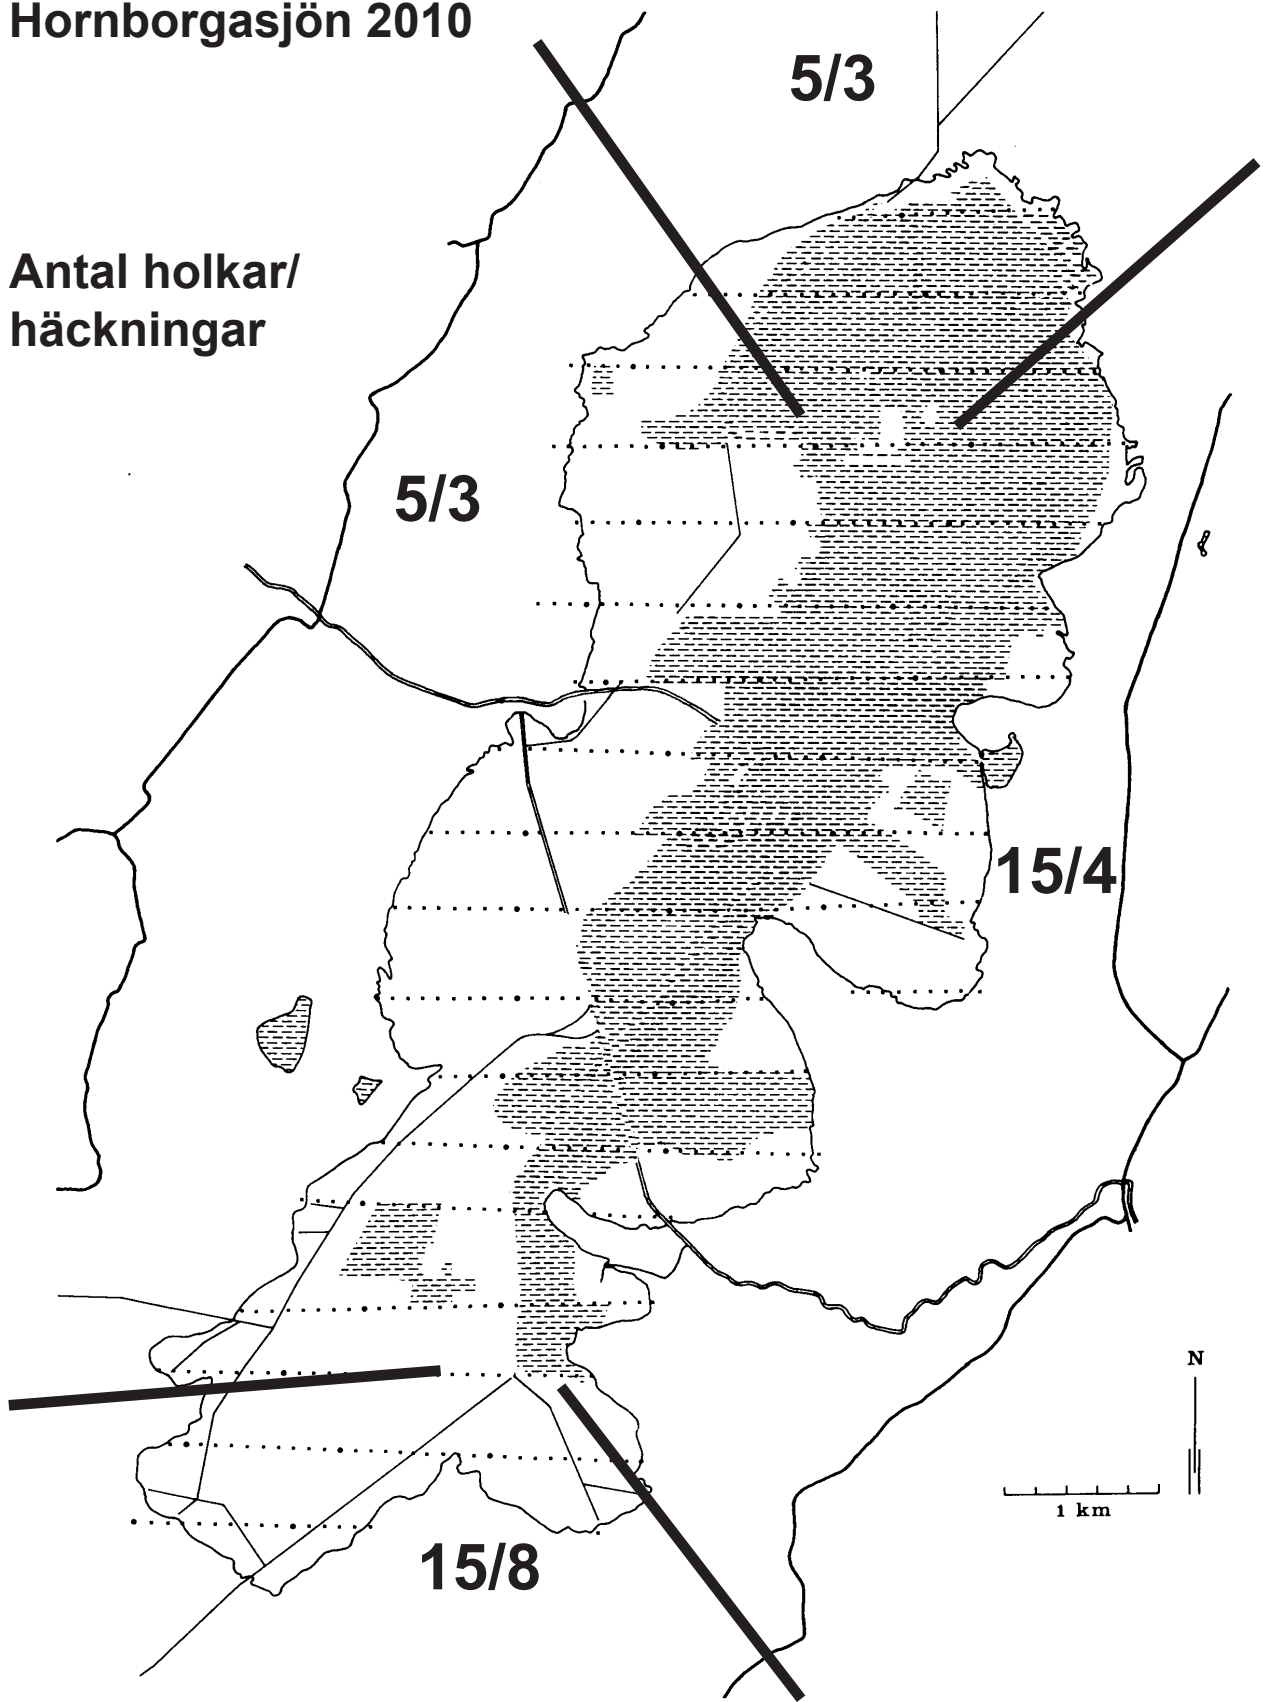 Hornborgasjön 2010
5/3
Antal holkar/
häckningar
5/3
15/4
N
1 km
15/8